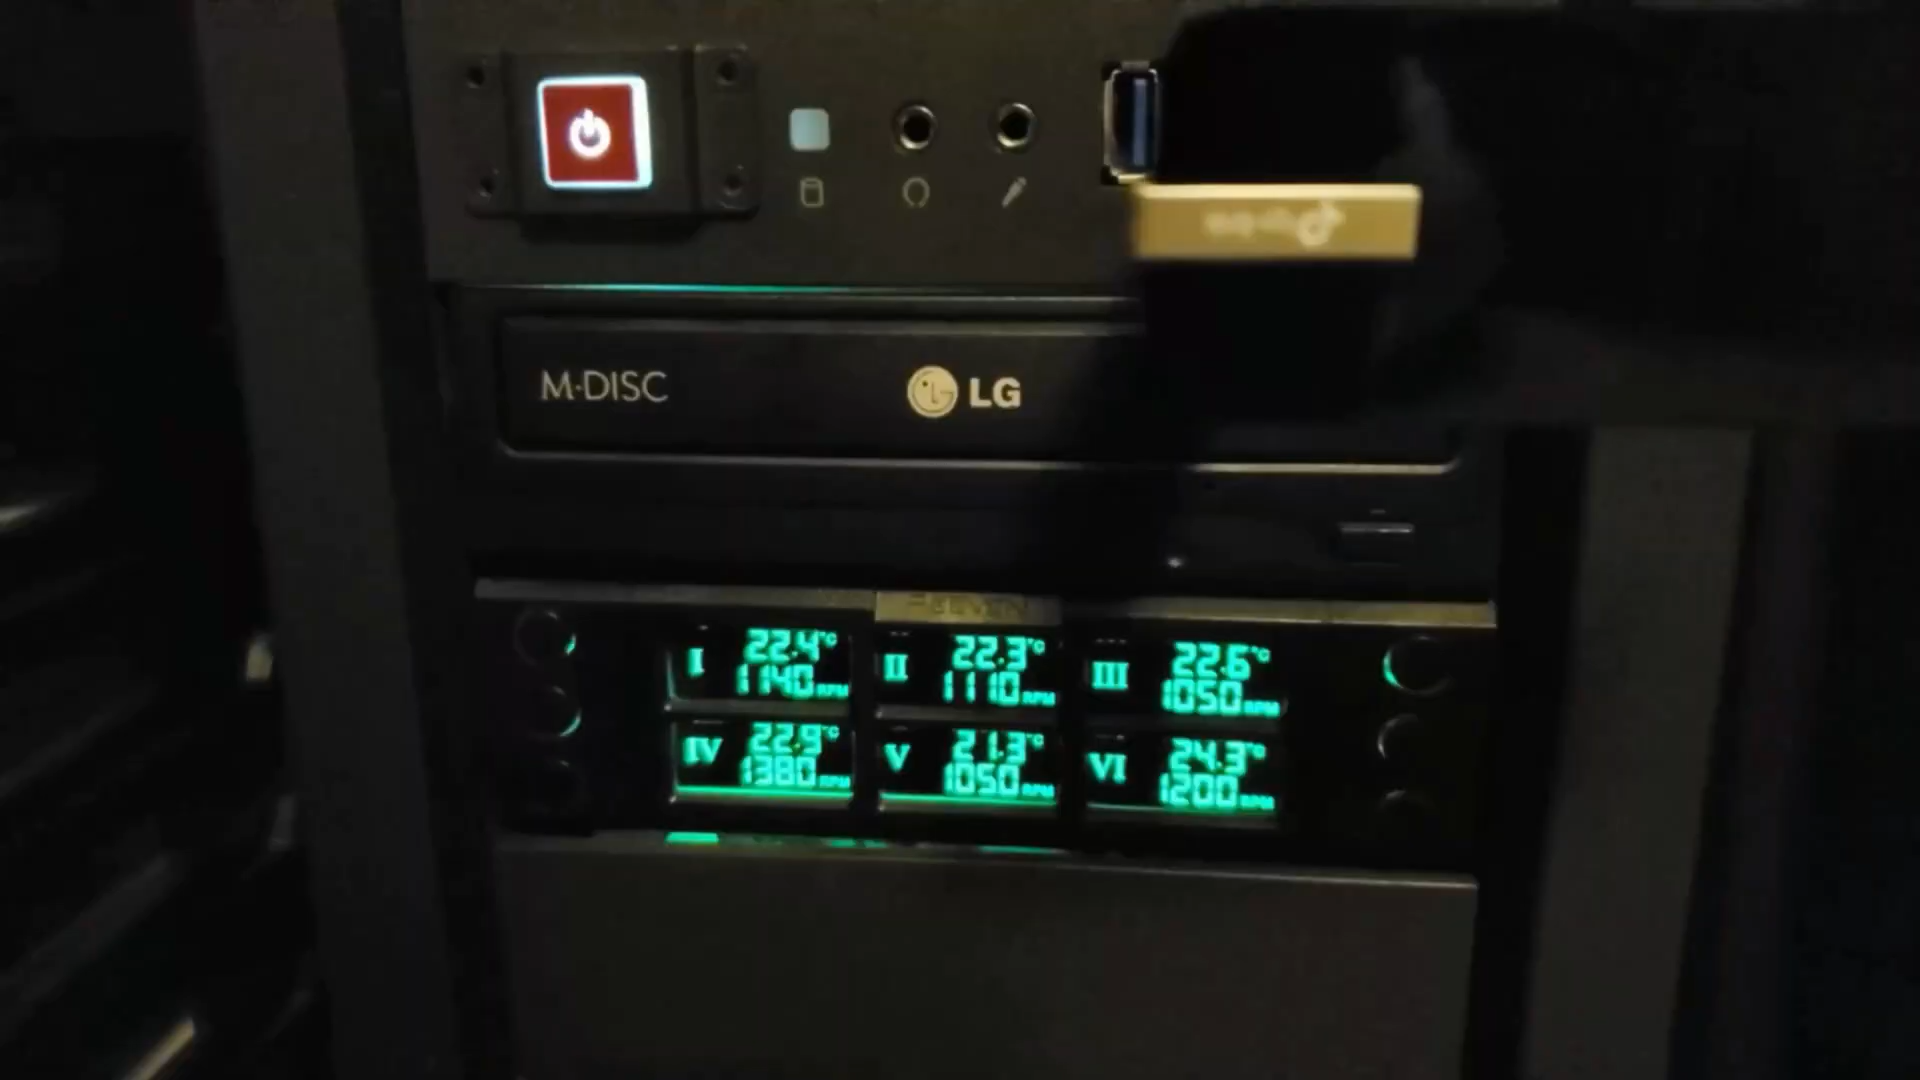 M-DISC
LG
I 22.4°C
1140 RPM
II 22.3°C
1110 RPM
III 22.6°C
1050 RPM
IV 22.9°C
1380 RPM
V 21.3°C
1050 RPM
VI 24.3°C
1200 RPM